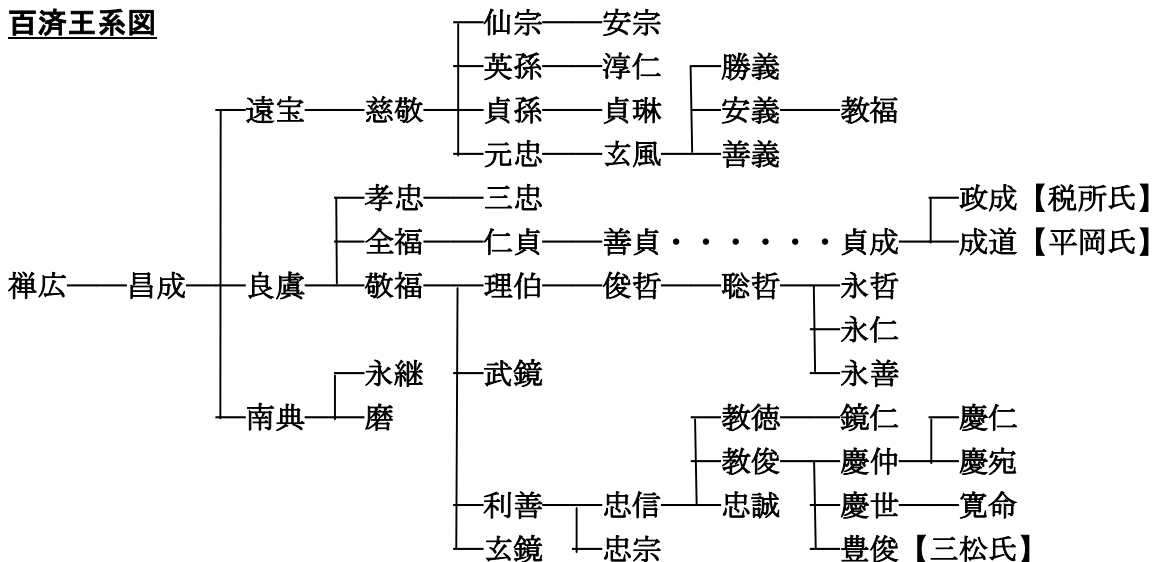 百済王系図
仙宗 安宗
英孫 淳仁 勝義
遠宝 慈敬 貞孫 貞琳 安義 教福
元忠 玄風 善義
孝忠 三忠 政成【税所氏】
全福 仁貞 善貞・・・・・・貞成 成道【平岡氏】
禅広 昌成 良虞 敬福 理伯 俊哲 聡哲 永哲
永仁
永継 武鏡 永善
南典 磨 教徳 鏡仁 慶仁
教俊 慶仲 慶宛
利善 忠信 忠誠 慶世 寛命
玄鏡 忠宗 豊俊【三松氏】